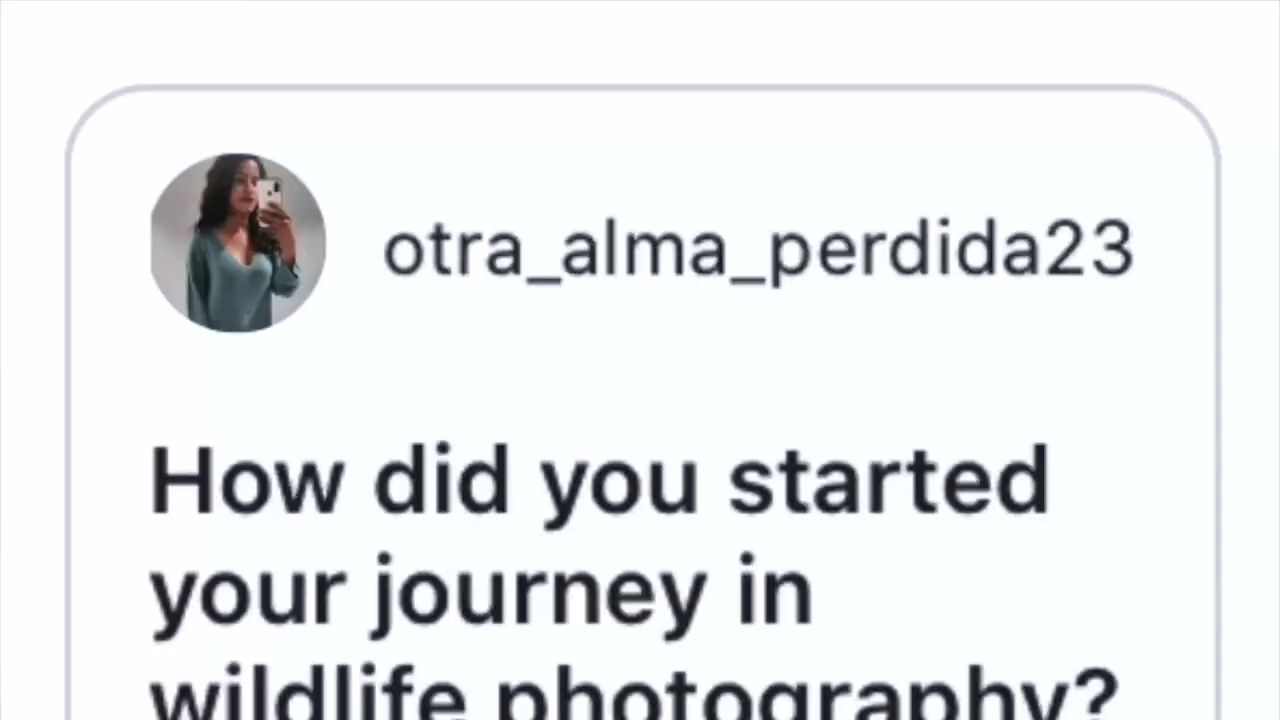 otra_alma_perdida23
How did you started
your journey in
wildlife photography?